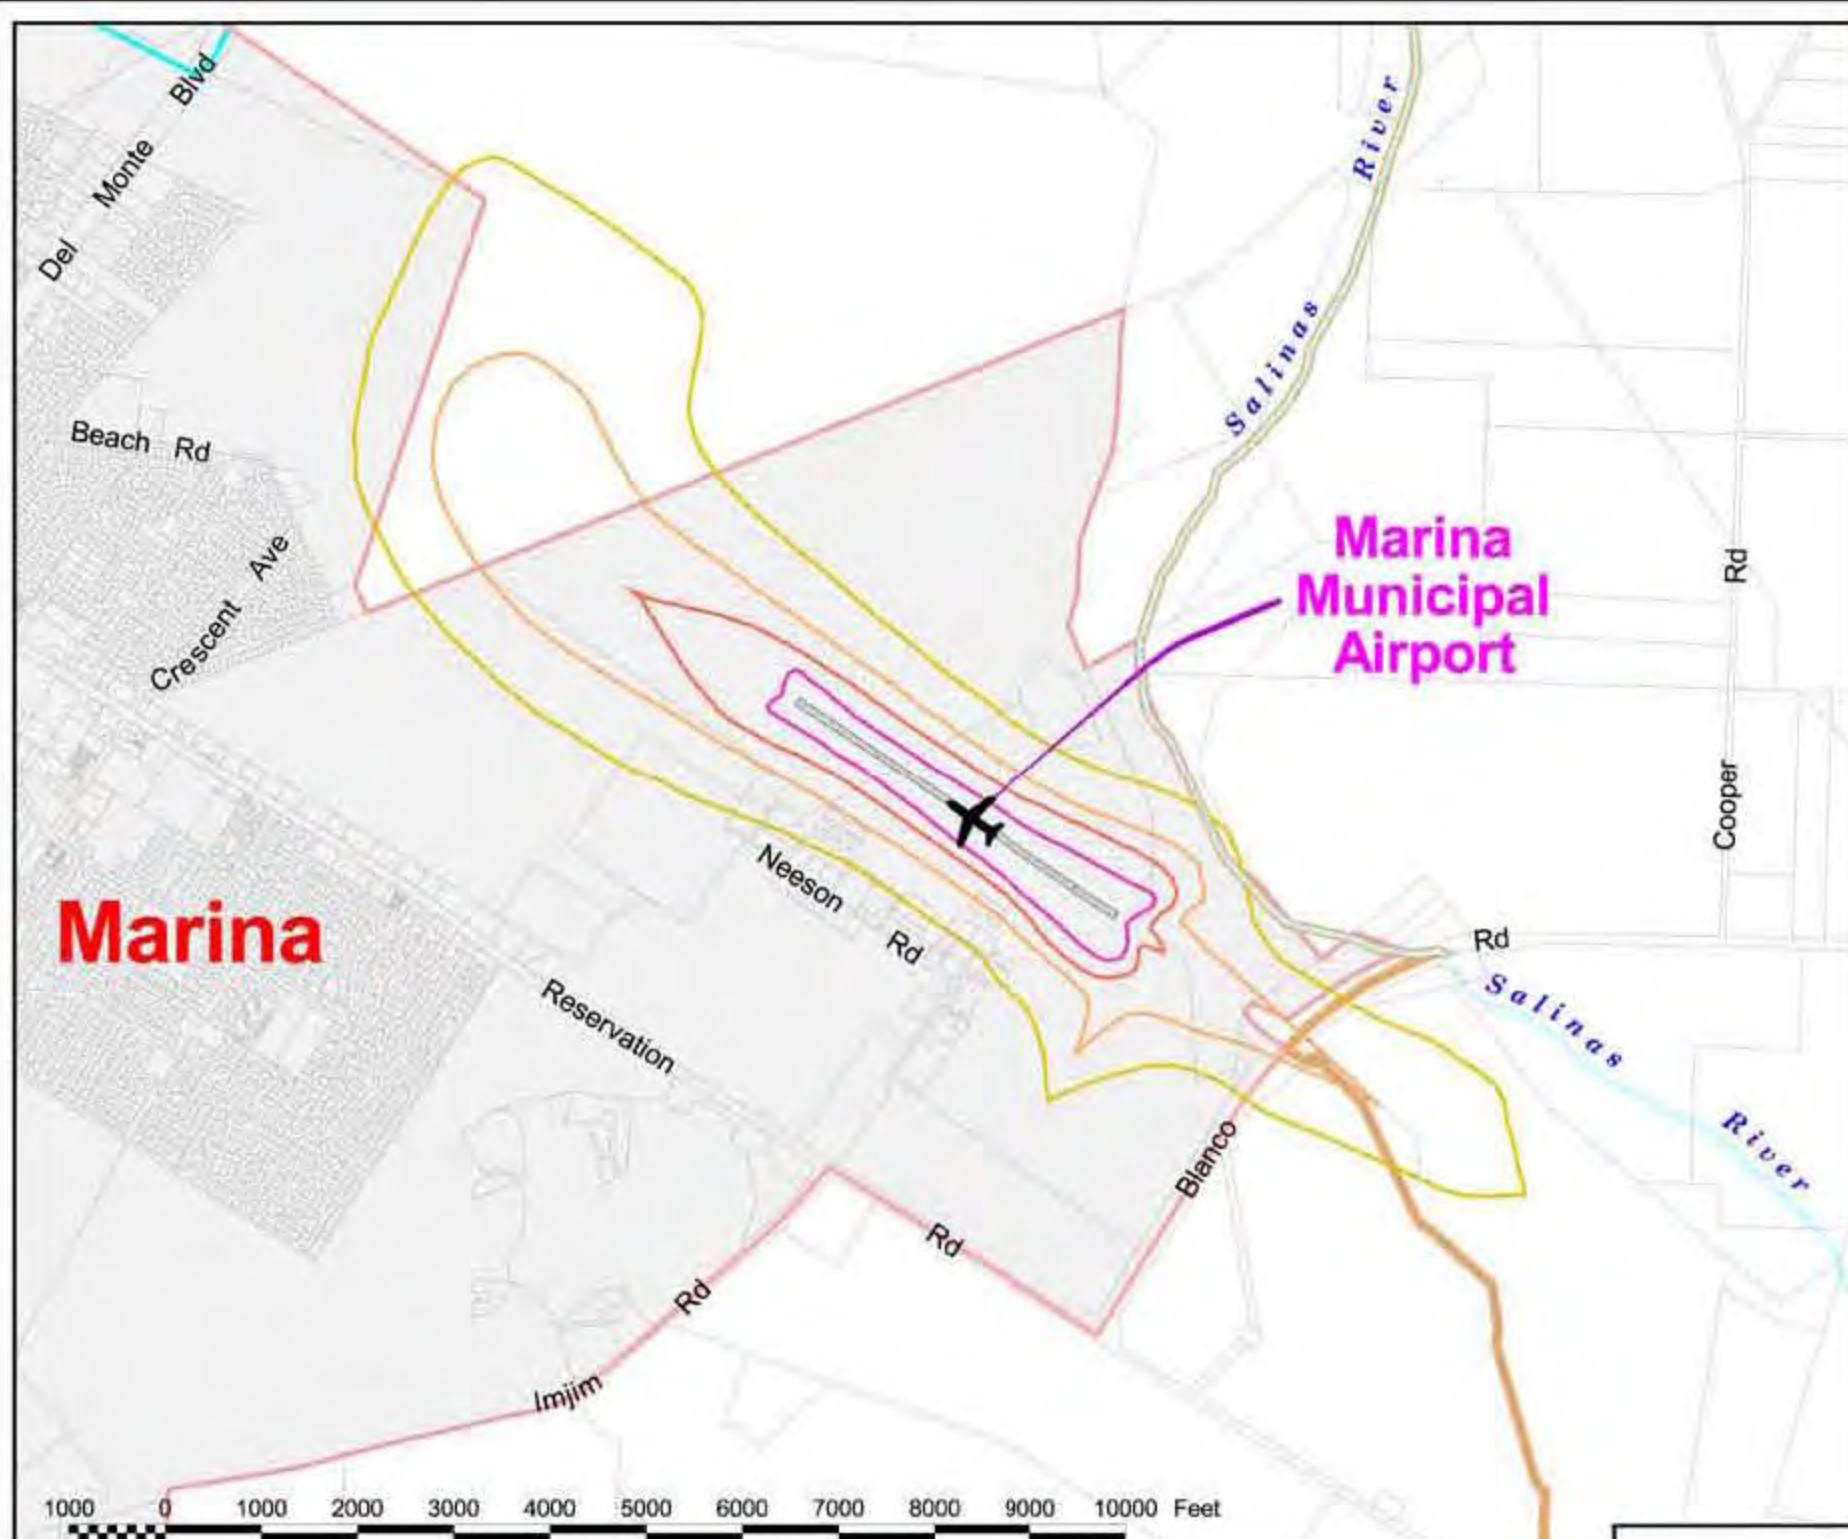 Del Monte Blvd
Salinas River
Beach Rd
Crescent Ave
Marina
Municipal
Airport
Rd
Cooper
Neeson Rd
Marina
Rd
Salinas River
Reservation
Blanco
Rd
Rd
Imjim
1000 0 1000 2000 3000 4000 5000 6000 7000 8000 9000 10000 Feet